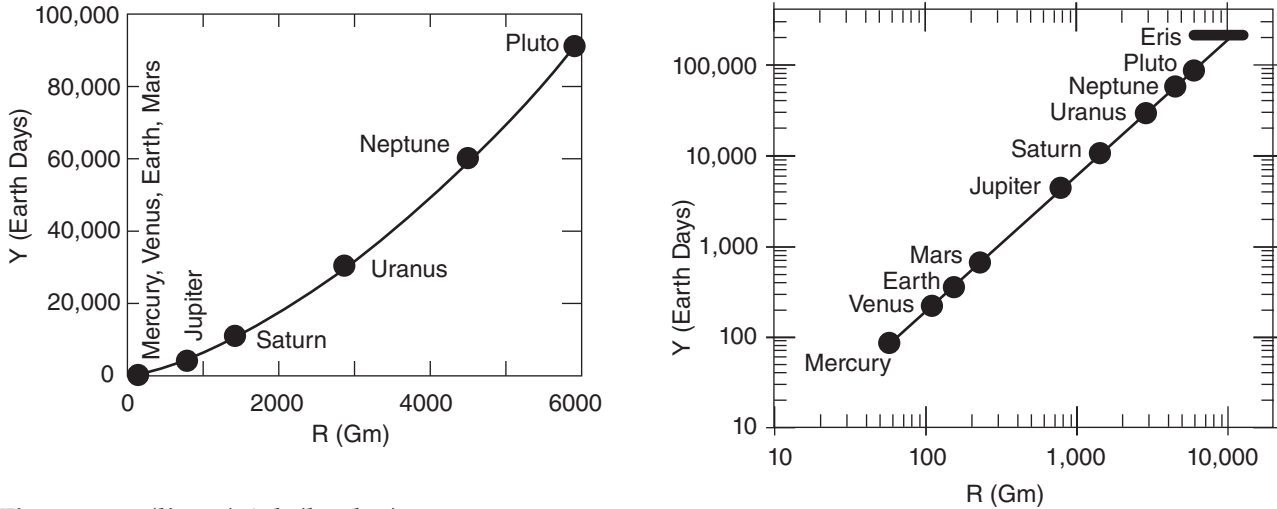 100,000
80,000
60,000
40,000
20,000
0
Y (Earth Days)
Mercury, Venus, Earth, Mars
Jupiter
Saturn
Uranus
Neptune
Pluto
0
2000
4000
6000
R (Gm)
100,000
10,000
1,000
100
10
Y (Earth Days)
Eris
Pluto
Neptune
Uranus
Saturn
Jupiter
Mars
Earth
Venus
Mercury
10
100
1,000
10,000
R (Gm)